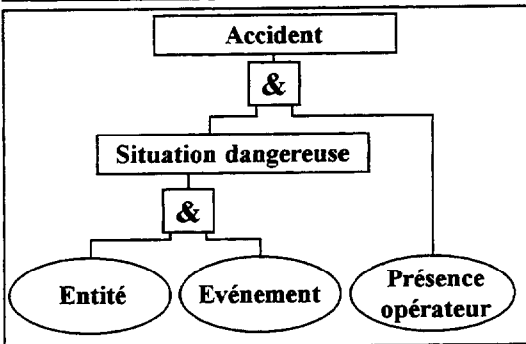 Accident
&
Situation dangereuse
&
Entité
Evénement
Présence
opérateur